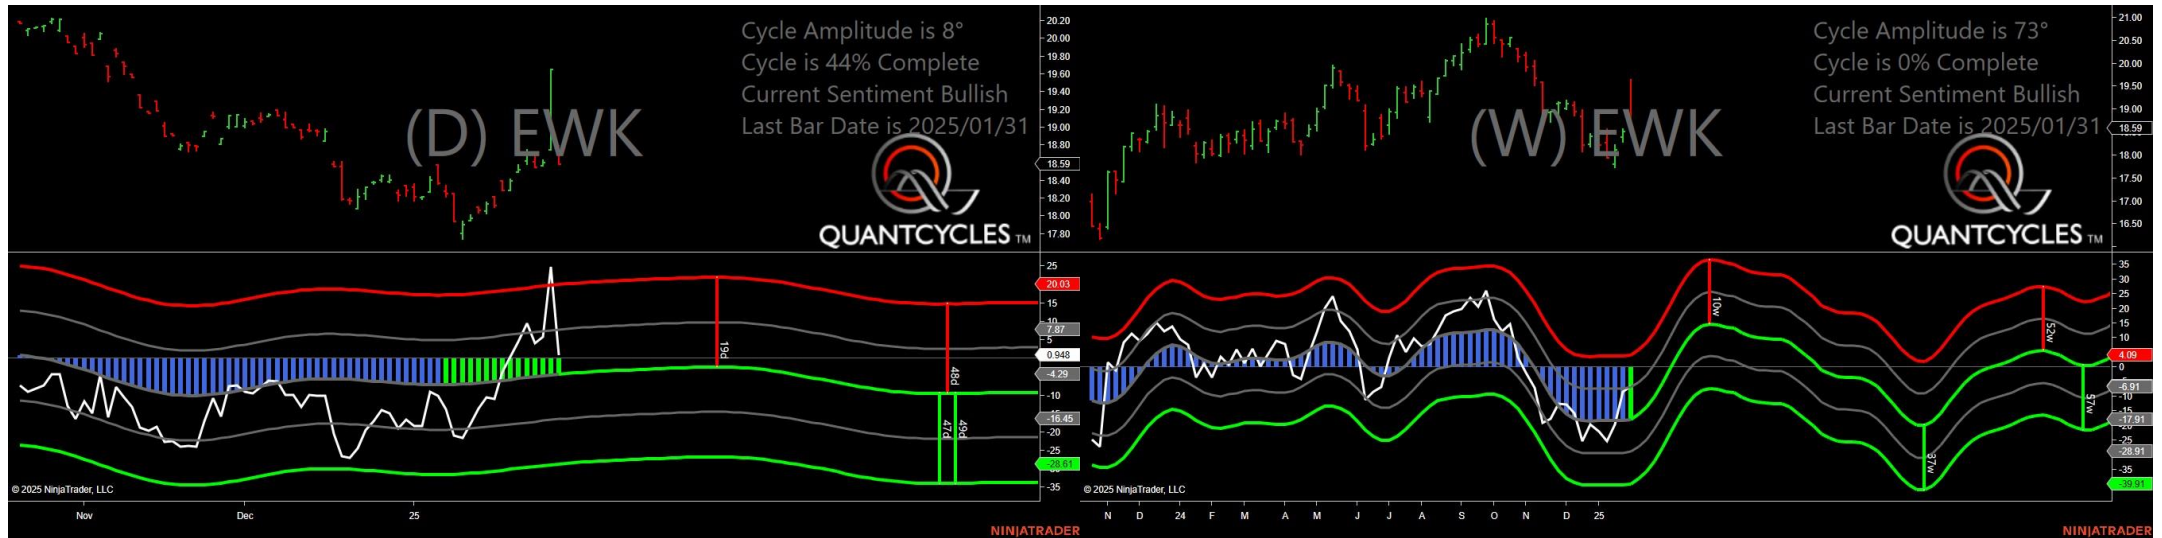 Cycle Amplitude is 8°
Cycle is 44% Complete
Current Sentiment Bullish
Last Bar Date is 2025/01/31
(D) EWK
QUANTCYCLES TM
20.20
20.00
19.80
19.60
19.40
19.20
19.00
18.80
18.59
18.40
18.20
18.00
17.80
25
20.03
15
10
7.87
5
0.948
-4.29
-10
-16.45
-20
-25
-28.61
-35
19d
48d
47d
49d
© 2025 NinjaTrader, LLC
Nov
Dec
25
NINJATRADER
Cycle Amplitude is 73°
Cycle is 0% Complete
Current Sentiment Bullish
Last Bar Date is 2025/01/31
(W) EWK
QUANTCYCLES TM
21.00
20.50
20.00
19.50
19.00
18.59
18.00
17.50
17.00
16.50
35
30
25
20
15
10
4.09
0
-6.91
-10
-17.91
-20
-28.91
-35
-39.91
10w
37w
52w
57w
© 2025 NinjaTrader, LLC
N D 24 F M A M J J A S O N D 25
NINJATRADER